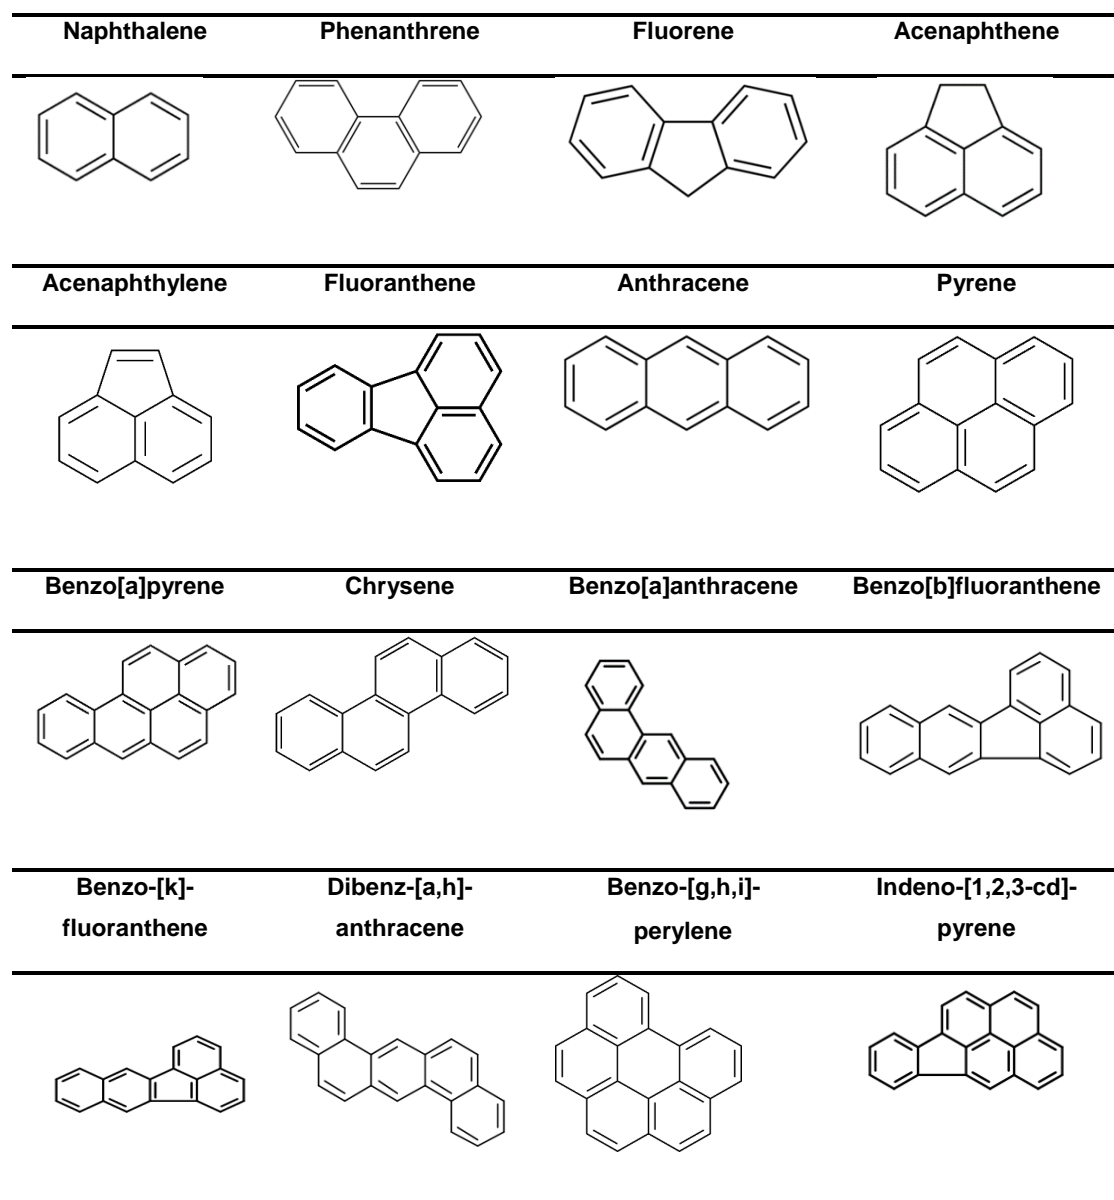 Naphthalene Phenanthrene Fluorene Acenaphthene
Acenaphthylene Fluoranthene Anthracene Pyrene
Benzo[a]pyrene Chrysene Benzo[a]anthracene Benzo[b]fluoranthene
Benzo-[k]- Dibenz-[a,h]- Benzo-[g,h,i]- Indeno-[1,2,3-cd]-
fluoranthene anthracene perylene pyrene